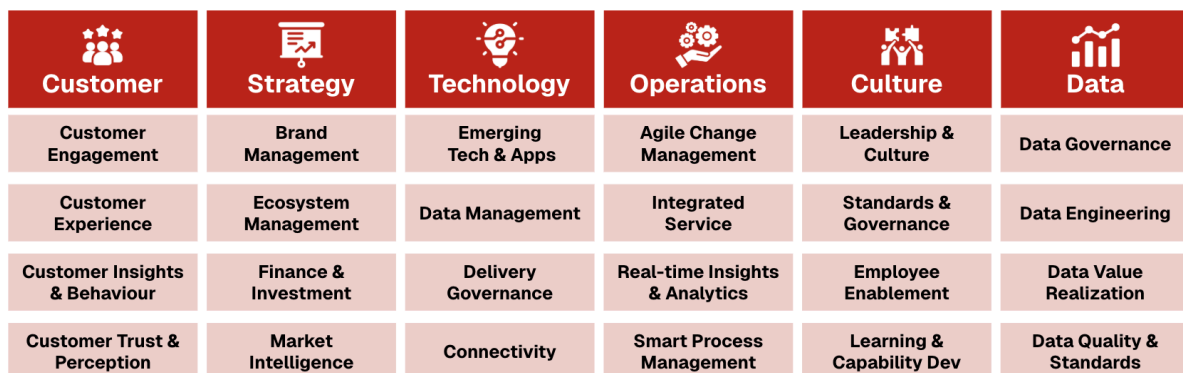 Customer
Strategy
Technology
Operations
Culture
Data
Customer
Engagement
Brand
Management
Emerging
Tech & Apps
Agile Change
Management
Leadership &
Culture
Data Governance
Customer
Experience
Ecosystem
Management
Data Management
Integrated
Service
Standards &
Governance
Data Engineering
Customer Insights
& Behaviour
Finance &
Investment
Delivery
Governance
Real-time Insights
& Analytics
Employee
Enablement
Data Value
Realization
Customer Trust &
Perception
Market
Intelligence
Connectivity
Smart Process
Management
Learning &
Capability Dev
Data Quality &
Standards